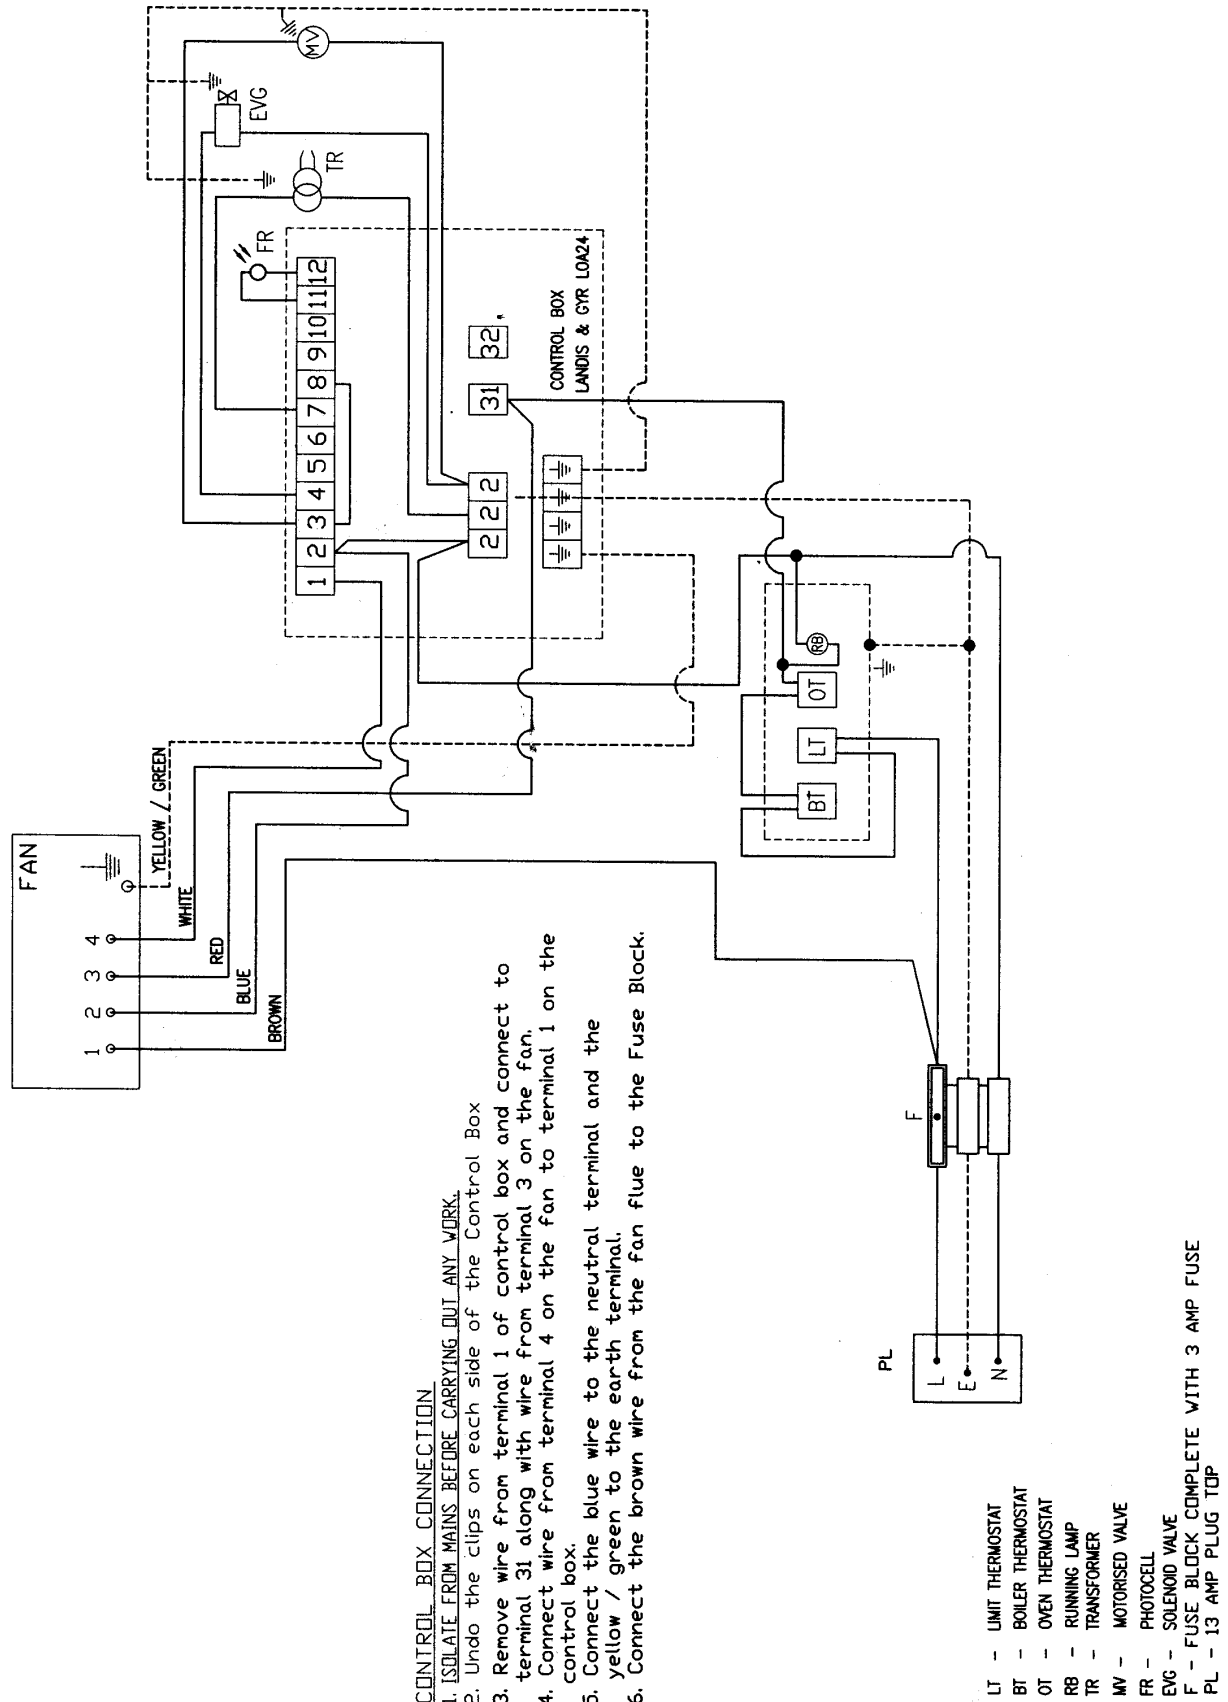 FAN
1 2 3 4
YELLOW / GREEN
WHITE
RED
BLUE
BROWN
MV
EVG
TR
FR
1 2 3 4 5 6 7 8 9 10 11 12
2 2 2 31 32
CONTROL BOX
LANDIS & GYR LOA24
BT LT OT RB
F
PL
L
E
N
CONTROL BOX CONNECTION
1. ISOLATE FROM MAINS BEFORE CARRYING OUT ANY WORK.
2. Undo the clips on each side of the Control Box
3. Remove wire from terminal 1 of control box and connect to
terminal 31 along with wire from terminal 3 on the fan.
4. Connect wire from terminal 4 on the fan to terminal 1 on the
control box.
5. Connect the blue wire to the neutral terminal and the
yellow / green to the earth terminal.
6. Connect the brown wire from the fan flue to the Fuse Block.
LT - LIMIT THERMOSTAT
BT - BOILER THERMOSTAT
OT - OVEN THERMOSTAT
RB - RUNNING LAMP
TR - TRANSFORMER
MV - MOTORISED VALVE
FR - PHOTOCELL
EVG - SOLENOID VALVE
F - FUSE BLOCK COMPLETE WITH 3 AMP FUSE
PL - 13 AMP PLUG TOP